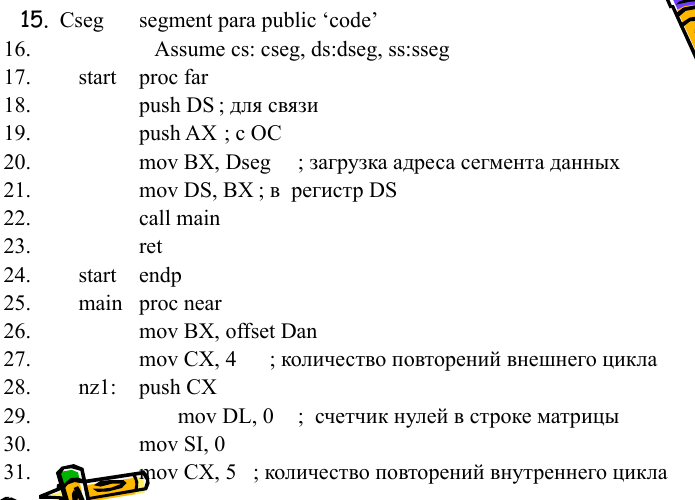 15. Cseg segment para public ‘code’
16. Assume cs: cseg, ds:dseg, ss:sseg
17. start proc far
18. push DS ; для связи
19. push AX ; с ОС
20. mov BX, Dseg ; загрузка адреса сегмента данных
21. mov DS, BX ; в регистр DS
22. call main
23. ret
24. start endp
25. main proc near
26. mov BX, offset Dan
27. mov CX, 4 ; количество повторений внешнего цикла
28. nz1: push CX
29. mov DL, 0 ; счетчик нулей в строке матрицы
30. mov SI, 0
31. mov CX, 5 ; количество повторений внутреннего цикла